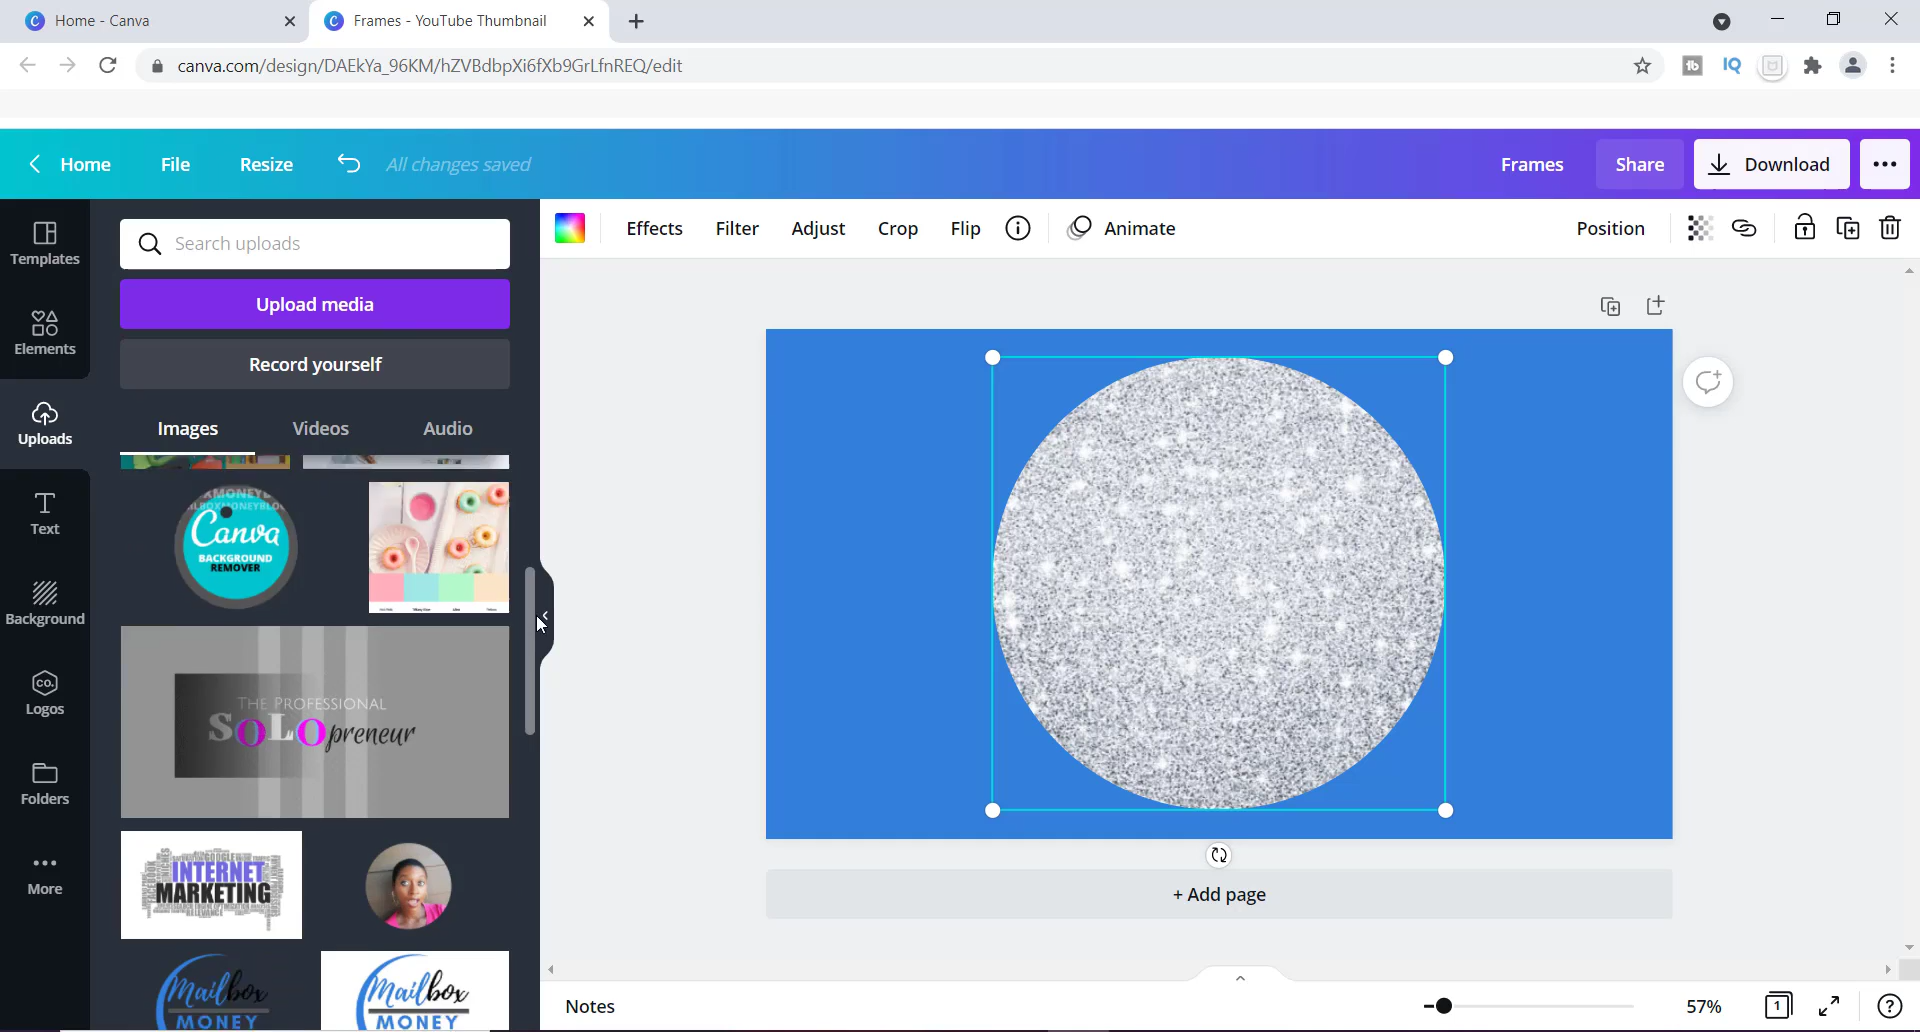 Home - Canva
Frames - YouTube Thumbnail
canva.com/design/DAEkYa_96KM/hZVBdbpXi6fXb9GrLfnREQ/edit
Home
File
Resize
All changes saved
Frames
Share
Download
Templates
Elements
Uploads
Text
Background
Logos
Folders
More
Search uploads
Upload media
Record yourself
Images
Videos
Audio
Canva
BACKGROUND
REMOVER
THE PROFESSIONAL
SOLOpreneur
INTERNET
MARKETING
Mailbox
MONEY
Mailbox
MONEY
Effects
Filter
Adjust
Crop
Flip
Animate
Position
+ Add page
Notes
57%
1